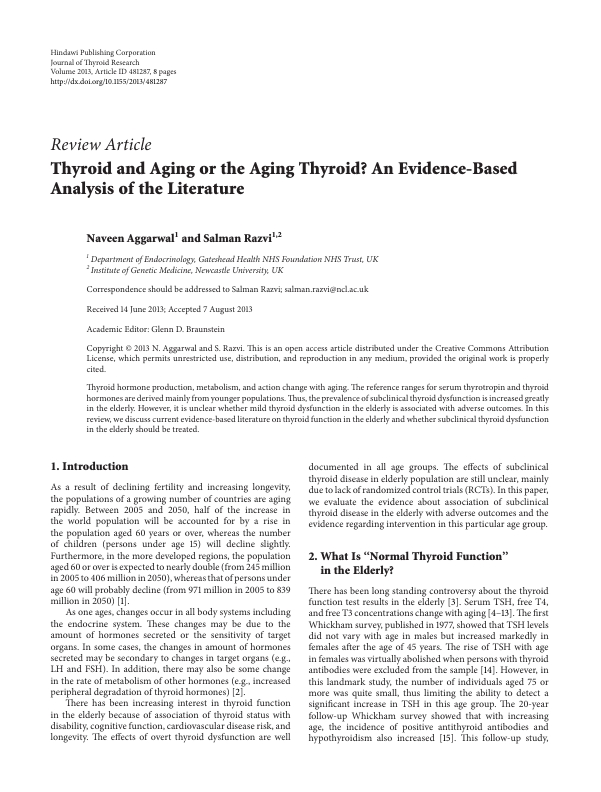 Hindawi Publishing Corporation
Journal of Thyroid Research
Volume 2013, Article ID 481287, 8 pages
http://dx.doi.org/10.1155/2013/481287
Review Article
Thyroid and Aging or the Aging Thyroid? An Evidence-Based
Analysis of the Literature
Naveen Aggarwal1 and Salman Razvi1,2
1 Department of Endocrinology, Gateshead Health NHS Foundation NHS Trust, UK
2 Institute of Genetic Medicine, Newcastle University, UK
Correspondence should be addressed to Salman Razvi; salman.razvi@ncl.ac.uk
Received 14 June 2013; Accepted 7 August 2013
Academic Editor: Glenn D. Braunstein
Copyright © 2013 N. Aggarwal and S. Razvi. This is an open access article distributed under the Creative Commons Attribution
License, which permits unrestricted use, distribution, and reproduction in any medium, provided the original work is properly
cited.
Thyroid hormone production, metabolism, and action change with aging. The reference ranges for serum thyrotropin and thyroid
hormones are derived mainly from younger populations. Thus, the prevalence of subclinical thyroid dysfunction is increased greatly
in the elderly. However, it is unclear whether mild thyroid dysfunction in the elderly is associated with adverse outcomes. In this
review, we discuss current evidence-based literature on thyroid function in the elderly and whether subclinical thyroid dysfunction
in the elderly should be treated.
1. Introduction
As a result of declining fertility and increasing longevity,
the populations of a growing number of countries are aging
rapidly. Between 2005 and 2050, half of the increase in
the world population will be accounted for by a rise in
the population aged 60 years or over, whereas the number
of children (persons under age 15) will decline slightly.
Furthermore, in the more developed regions, the population
aged 60 or over is expected to nearly double (from 245 million
in 2005 to 406 million in 2050), whereas that of persons under
age 60 will probably decline (from 971 million in 2005 to 839
million in 2050) [1].
As one ages, changes occur in all body systems including
the endocrine system. These changes may be due to the
amount of hormones secreted or the sensitivity of target
organs. In some cases, the changes in amount of hormones
secreted may be secondary to changes in target organs (e.g.,
LH and FSH). In addition, there may also be some change
in the rate of metabolism of other hormones (e.g., increased
peripheral degradation of thyroid hormones) [2].
There has been increasing interest in thyroid function
in the elderly because of association of thyroid status with
disability, cognitive function, cardiovascular disease risk, and
longevity. The effects of overt thyroid dysfunction are well
documented in all age groups. The effects of subclinical
thyroid disease in elderly population are still unclear, mainly
due to lack of randomized control trials (RCTs). In this paper,
we evaluate the evidence about association of subclinical
thyroid disease in the elderly with adverse outcomes and the
evidence regarding intervention in this particular age group.
2. What Is “Normal Thyroid Function”
in the Elderly?
There has been long standing controversy about the thyroid
function test results in the elderly [3]. Serum TSH, free T4,
and free T3 concentrations change with aging [4–13]. The first
Whickham survey, published in 1977, showed that TSH levels
did not vary with age in males but increased markedly in
females after the age of 45 years. The rise of TSH with age
in females was virtually abolished when persons with thyroid
antibodies were excluded from the sample [14]. However, in
this landmark study, the number of individuals aged 75 or
more was quite small, thus limiting the ability to detect a
significant increase in TSH in this age group. The 20-year
follow-up Whickham survey showed that with increasing
age, the incidence of positive antithyroid antibodies and
hypothyroidism also increased [15]. This follow-up study,